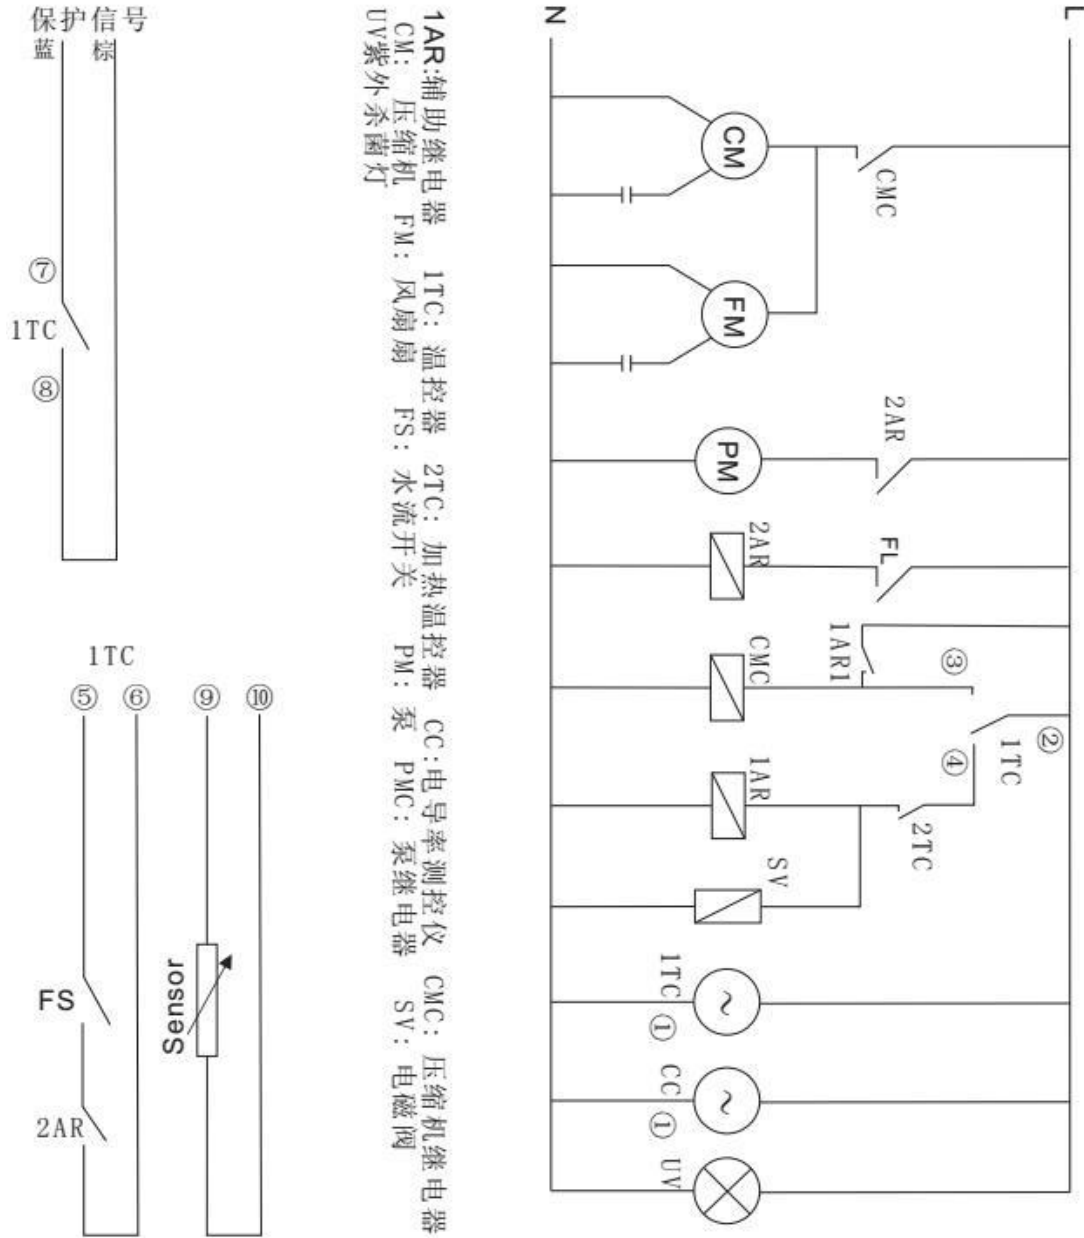 保护信号
蓝 棕
⑦
1TC
⑧
1TC
⑤ ⑥ ⑨ ⑩
FS
Sensor
2AR
1AR:辅助继电器 1TC: 温控器 2TC: 加热温控器 CC:电导率测控仪 CMC: 压缩机继电器
CM: 压缩机 FM: 风扇扇 FS: 水流开关 PM: 泵 PMC: 泵继电器 SV: 电磁阀
UV紫外杀菌灯
N L
CM CMC
FM
PM 2AR
2AR FL
CMC 1AR1 ③
② 1TC
④
1AR 2TC
SV
1TC ① ~
CC ① ~
UV